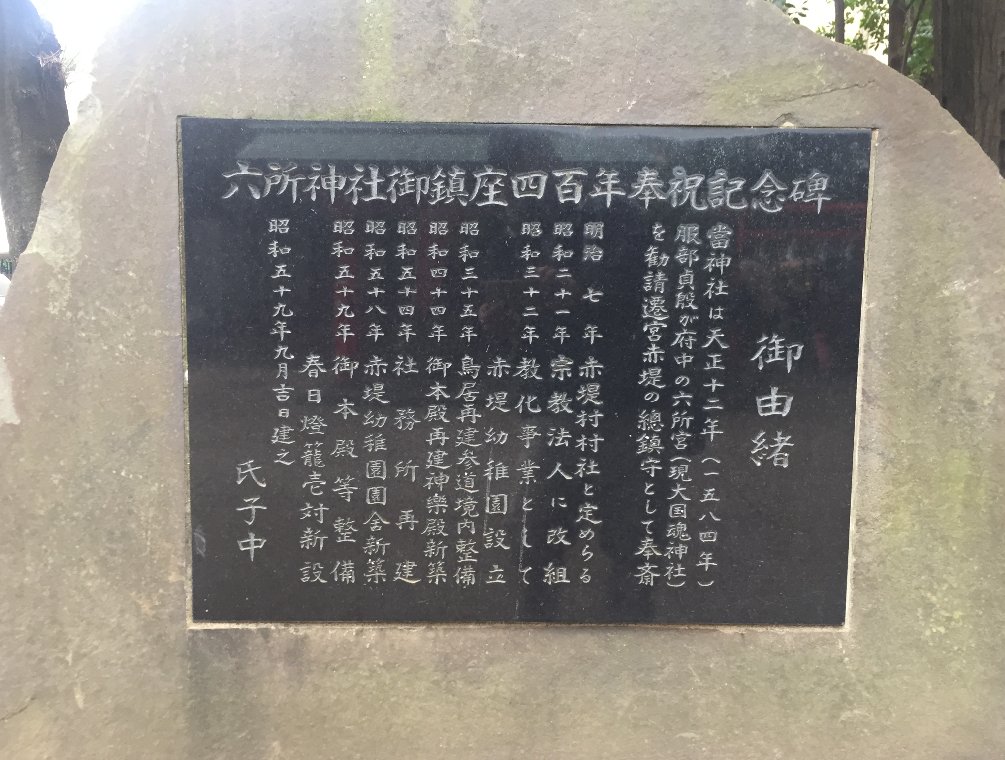 六所神社御鎮座四百年奉祝記念碑
御由緒
當神社は天正十二年（一五八四年）
服部貞殷が府中の六所宮（現大国魂神社）
を勧請遷宮赤堤の總鎮守として奉斎
明治七年赤堤村村社と定めらる
昭和二十一年宗教法人に改組
昭和三十二年教化事業として
赤堤幼稚園設立
昭和三十五年鳥居再建参道境内整備
昭和四十四年御本殿再建神樂殿新築
昭和五十四年社務所再建
昭和五十八年赤堤幼稚園園舎新築
昭和五十九年御本殿等整備
春日燈籠壱対新設
昭和五十九年九月吉日建之
氏子中